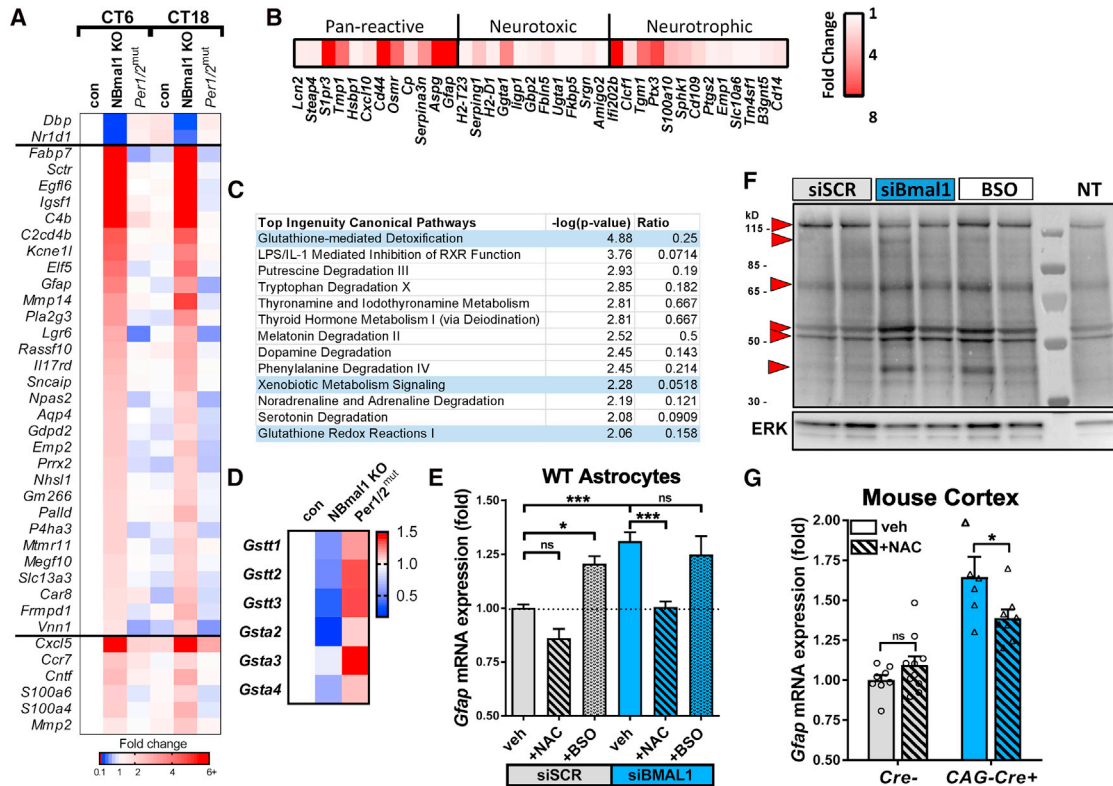 A
CT6 CT18
con NBmal1 KO Per1/2mut con NBmal1 KO Per1/2mut
Dbp
Nr1d1
Fabp7
Sctr
Egfl6
Igsf1
C4b
C2cd4b
Kcne1l
Elf5
Gfap
Mmp14
Pla2g3
Lgr6
Rassf10
Il17rd
Sncaip
Npas2
Aqp4
Gdpd2
Emp2
Prrx2
Nhsl1
Gm266
Palld
P4ha3
Mtmr11
Megf10
Slc13a3
Car8
Frmpd1
Vnn1
Cxcl5
Ccr7
Cntf
S100a6
S100a4
Mmp2
Fold change
0.1 1 2 4 6+
B
Pan-reactive Neurotoxic Neurotrophic
Lcn2 Steap4 S1pr3 Timp1 Hsbp1 Cxcl10 Cd44 Osmr Cp Serpina3n Aspg Gfap H2-T23 Serping1 H2-D1 Ggta1 Iigp1 Gbp2 Fbln5 Ugta1 Fkbp5 Srgn Amigo2 Ifi202b Clcf1 Tgm1 Ptx3 S100a10 Sphk1 Cd109 Ptgs2 Emp1 Slc10a6 Tm4sf1 B3gnt5 Cd14
Fold Change
1
4
8
C
Top Ingenuity Canonical Pathways -log(p-value) Ratio
Glutathione-mediated Detoxification 4.88 0.25
LPS/IL-1 Mediated Inhibition of RXR Function 3.76 0.0714
Putrescine Degradation III 2.93 0.19
Tryptophan Degradation X 2.85 0.182
Thyronamine and Iodothyronamine Metabolism 2.81 0.667
Thyroid Hormone Metabolism I (via Deiodination) 2.81 0.667
Melatonin Degradation II 2.52 0.5
Dopamine Degradation 2.45 0.143
Phenylalanine Degradation IV 2.45 0.214
Xenobiotic Metabolism Signaling 2.28 0.0518
Noradrenaline and Adrenaline Degradation 2.19 0.121
Serotonin Degradation 2.08 0.0909
Glutathione Redox Reactions I 2.06 0.158
D
con NBmal1 KO Per1/2mut
Gstt1
Gstt2
Gstt3
Gsta2
Gsta3
Gsta4
1.5
1.0
0.5
E
WT Astrocytes
Gfap mRNA expression (fold)
1.50
1.25
1.00
0.75
0.50
*** ns
* ***
ns
veh +NAC +BSO veh +NAC +BSO
siSCR siBMAL1
F
siSCR siBmal1 BSO NT
kD
115 -
85 -
65 -
50 -
30 -
ERK
G
Mouse Cortex
Gfap mRNA expression (fold)
2.00
1.75
1.50
1.25
1.00
0.75
0.50
veh
+NAC
ns
*
Cre- CAG-Cre+